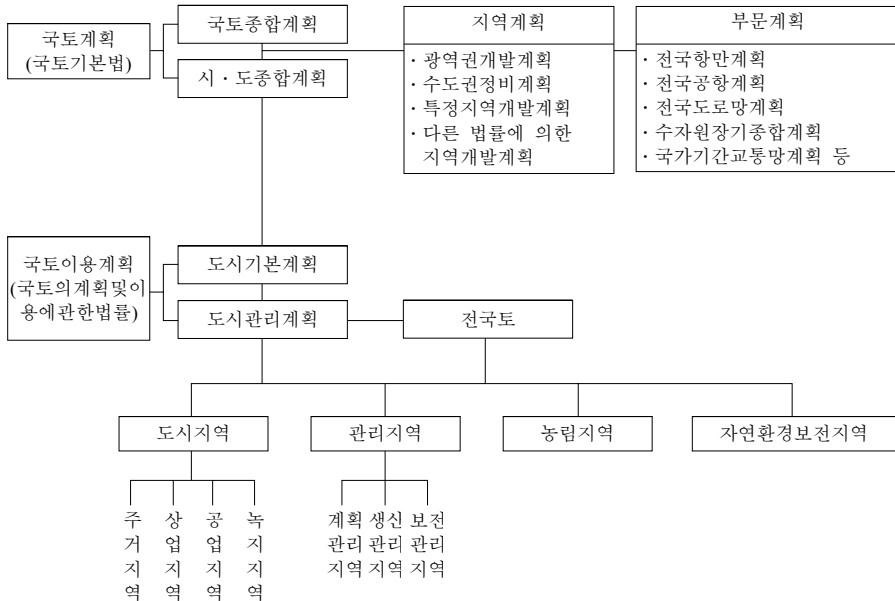 국토계획
(국토기본법)
국토종합계획
시·도종합계획
지역계획
·광역권개발계획
·수도권정비계획
·특정지역개발계획
·다른 법률에 의한
지역개발계획
부문계획
·전국항만계획
·전국공항계획
·전국도로망계획
·수자원장기종합계획
·국가기간교통망계획 등
국토이용계획
(국토의계획및이
용에관한법률)
도시기본계획
도시관리계획
전국토
도시지역
관리지역
농림지역
자연환경보전지역
주거지역
상업지역
공업지역
녹지지역
계획
관리
지역
생신
관리
지역
보전
관리
지역